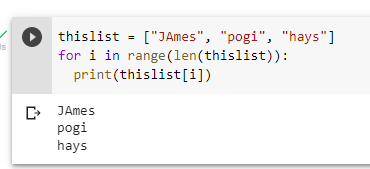 thislist = ["JAmes", "pogi", "hays"]
for i in range(len(thislist)):
  print(thislist[i])
JAmes
pogi
hays